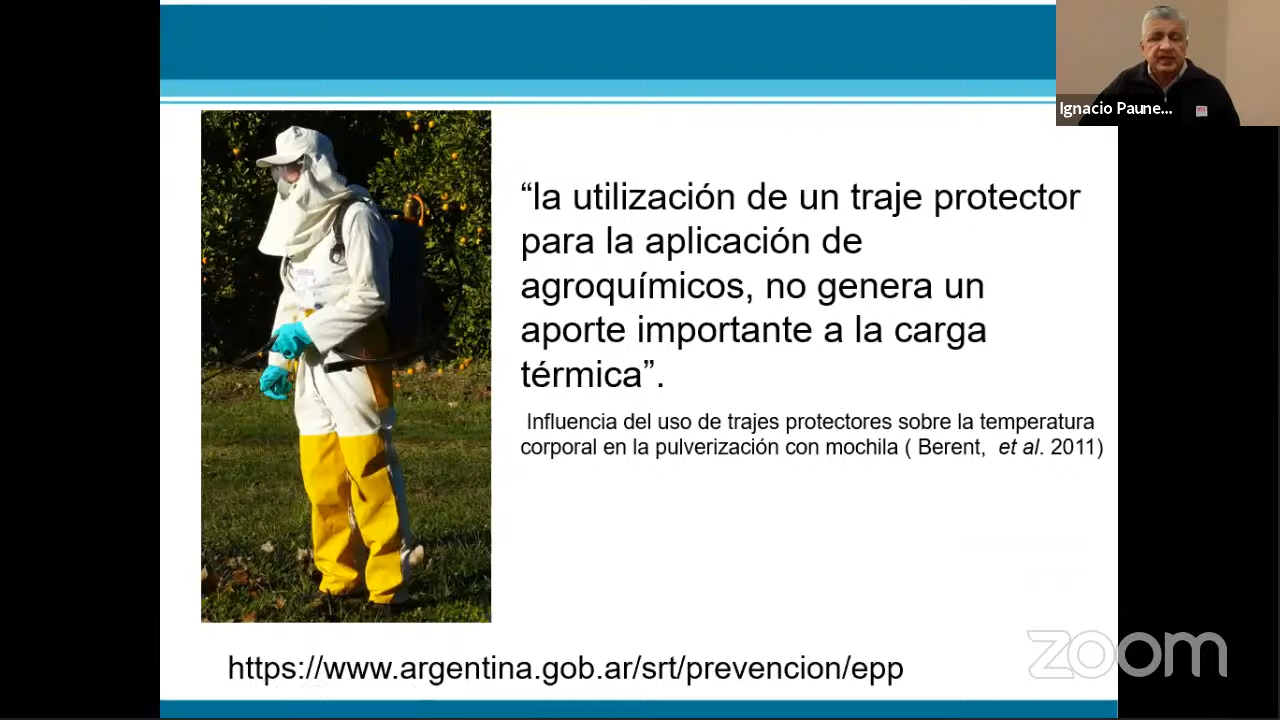 Ignacio Paune...
“la utilización de un traje protector
para la aplicación de
agroquímicos, no genera un
aporte importante a la carga
térmica”.
Influencia del uso de trajes protectores sobre la temperatura
corporal en la pulverización con mochila ( Berent, et al. 2011)
https://www.argentina.gob.ar/srt/prevencion/epp
zoom